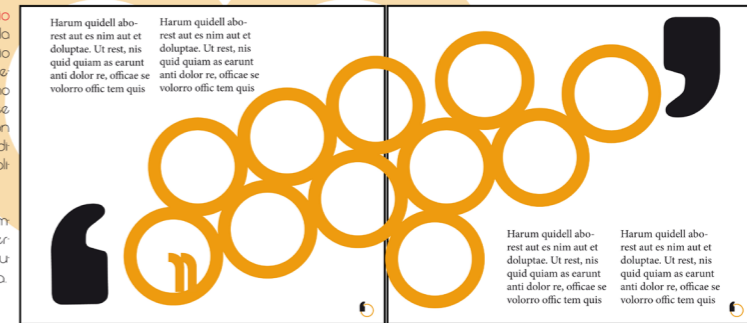 Harum quidell abo-
rest aut es nim aut et
doluptae. Ut rest, nis
quid quiam as earunt
anti dolor re, officae se
volorro offic tem quis
Harum quidell abo-
rest aut es nim aut et
doluptae. Ut rest, nis
quid quiam as earunt
anti dolor re, officae se
volorro offic tem quis
n
Harum quidell abo-
rest aut es nim aut et
doluptae. Ut rest, nis
quid quiam as earunt
anti dolor re, officae se
volorro offic tem quis
Harum quidell abo-
rest aut es nim aut et
doluptae. Ut rest, nis
quid quiam as earunt
anti dolor re, officae se
volorro offic tem quis